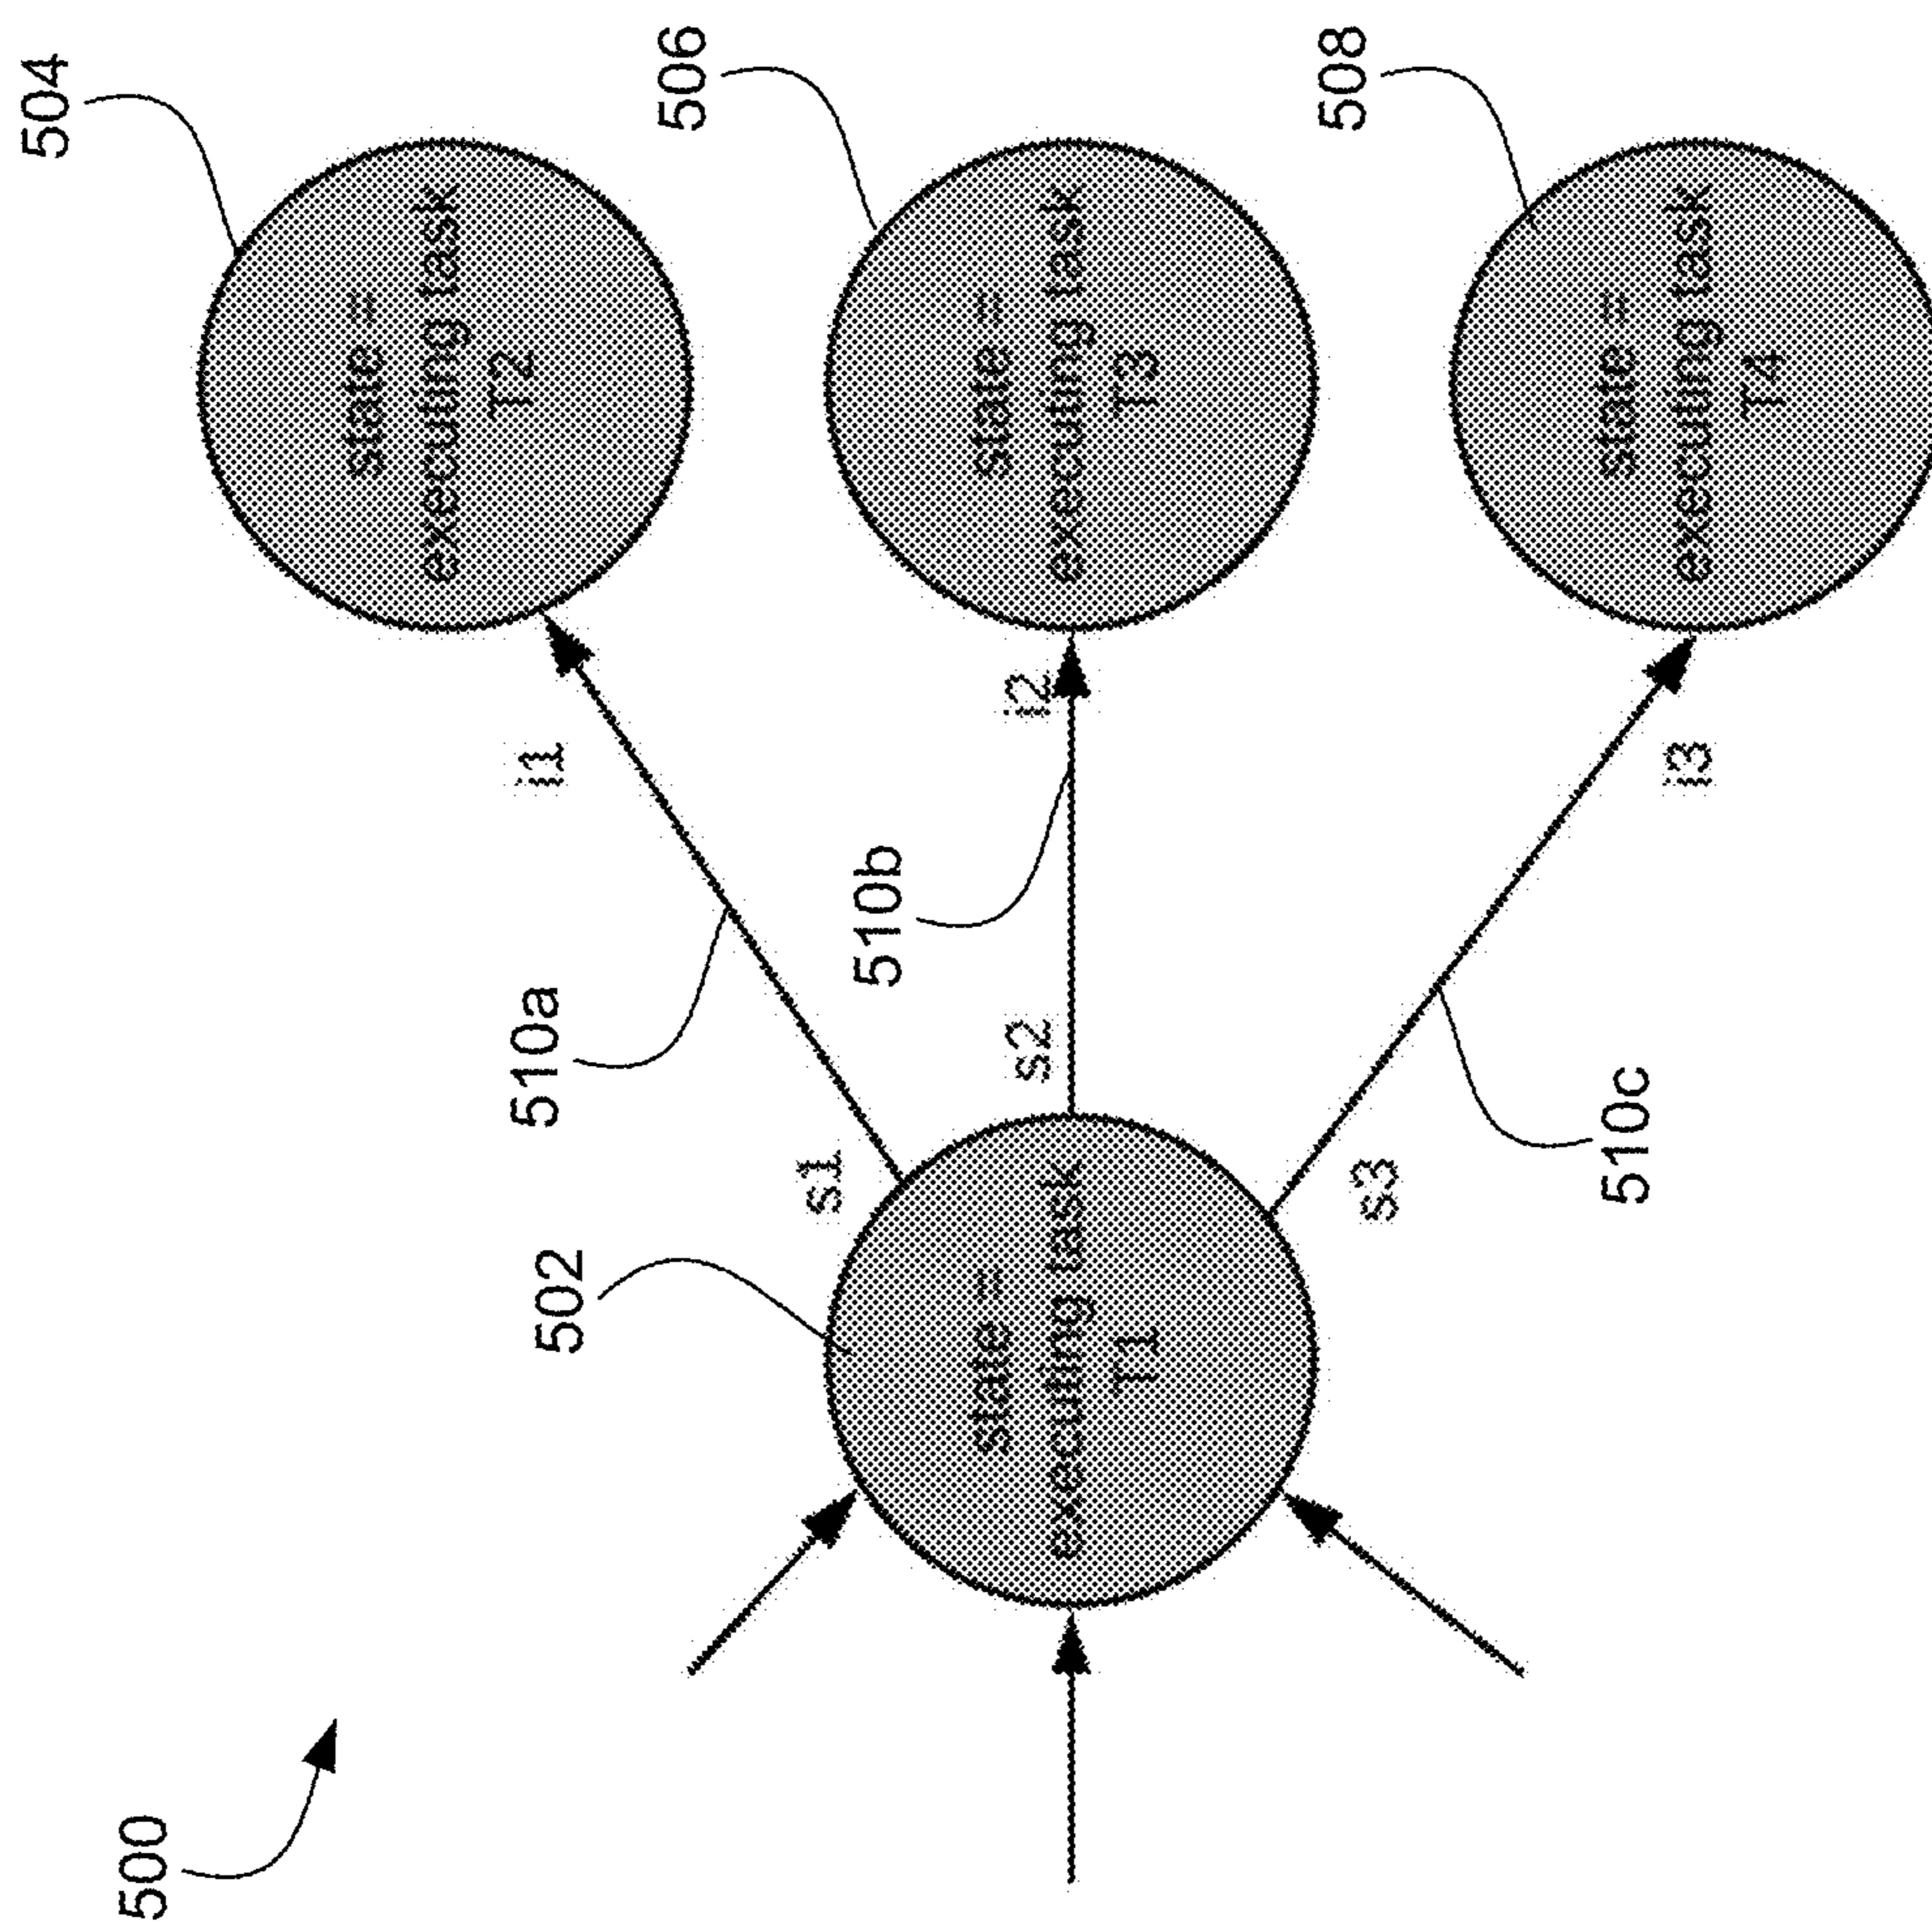 500
504
state =
executing task
T2
502
510a
i1
506
s1
510b
state =
executing task
T1
s2
i2
state =
executing task
T3
508
s3
510c
i3
state =
executing task
T4